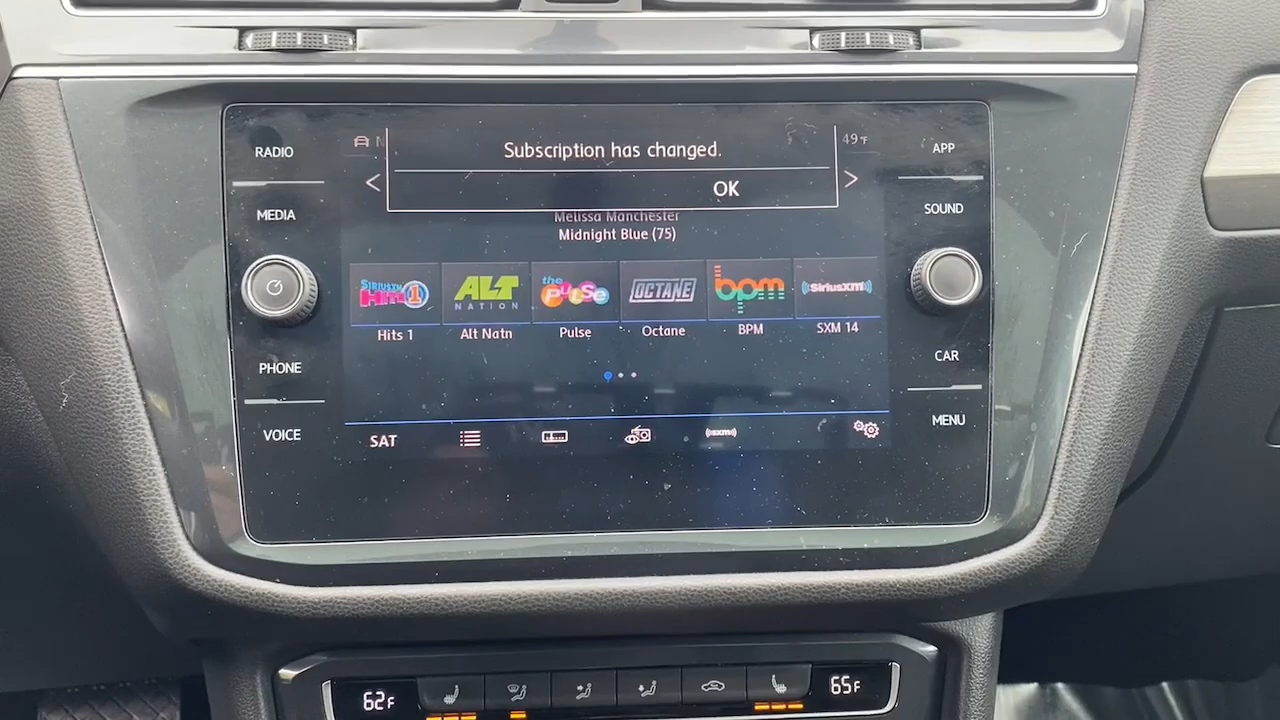 RADIO
MEDIA
PHONE
VOICE
N
49°F
Subscription has changed.
OK
<
>
Melissa Manchester
Midnight Blue (75)
SIRIUSXM
Hits 1
ALT
NATION
the
PULSE
OCTANE
bpm
SiriusXM
Hits 1
Alt Natn
Pulse
Octane
BPM
SXM 14
SAT
sxm
APP
SOUND
CAR
MENU
62F
65F